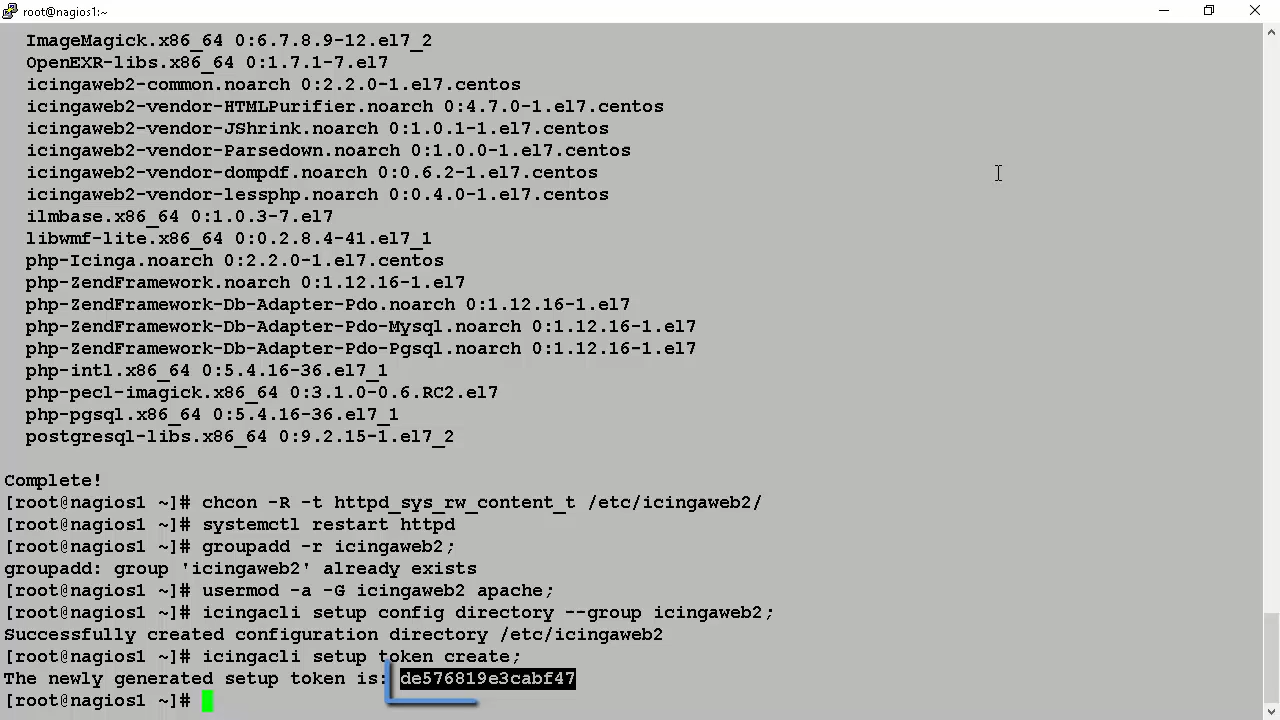 root@nagios1:~
ImageMagick.x86_64 0:6.7.8.9-12.el7_2
OpenEXR-libs.x86_64 0:1.7.1-7.el7
icingaweb2-common.noarch 0:2.2.0-1.el7.centos
icingaweb2-vendor-HTMLPurifier.noarch 0:4.7.0-1.el7.centos
icingaweb2-vendor-JShrink.noarch 0:1.0.1-1.el7.centos
icingaweb2-vendor-Parsedown.noarch 0:1.0.0-1.el7.centos
icingaweb2-vendor-dompdf.noarch 0:0.6.2-1.el7.centos
icingaweb2-vendor-lessphp.noarch 0:0.4.0-1.el7.centos
ilmbase.x86_64 0:1.0.3-7.el7
libwmf-lite.x86_64 0:0.2.8.4-41.el7_1
php-Icinga.noarch 0:2.2.0-1.el7.centos
php-ZendFramework.noarch 0:1.12.16-1.el7
php-ZendFramework-Db-Adapter-Pdo.noarch 0:1.12.16-1.el7
php-ZendFramework-Db-Adapter-Pdo-Mysql.noarch 0:1.12.16-1.el7
php-ZendFramework-Db-Adapter-Pdo-Pgsql.noarch 0:1.12.16-1.el7
php-intl.x86_64 0:5.4.16-36.el7_1
php-pecl-imagick.x86_64 0:3.1.0-0.6.RC2.el7
php-pgsql.x86_64 0:5.4.16-36.el7_1
postgresql-libs.x86_64 0:9.2.15-1.el7_2
Complete!
[root@nagios1 ~]# chcon -R -t httpd_sys_rw_content_t /etc/icingaweb2/
[root@nagios1 ~]# systemctl restart httpd
[root@nagios1 ~]# groupadd -r icingaweb2;
groupadd: group 'icingaweb2' already exists
[root@nagios1 ~]# usermod -a -G icingaweb2 apache;
[root@nagios1 ~]# icingacli setup config directory --group icingaweb2;
Successfully created configuration directory /etc/icingaweb2
[root@nagios1 ~]# icingacli setup token create;
The newly generated setup token is: de576819e3cabf47
[root@nagios1 ~]#